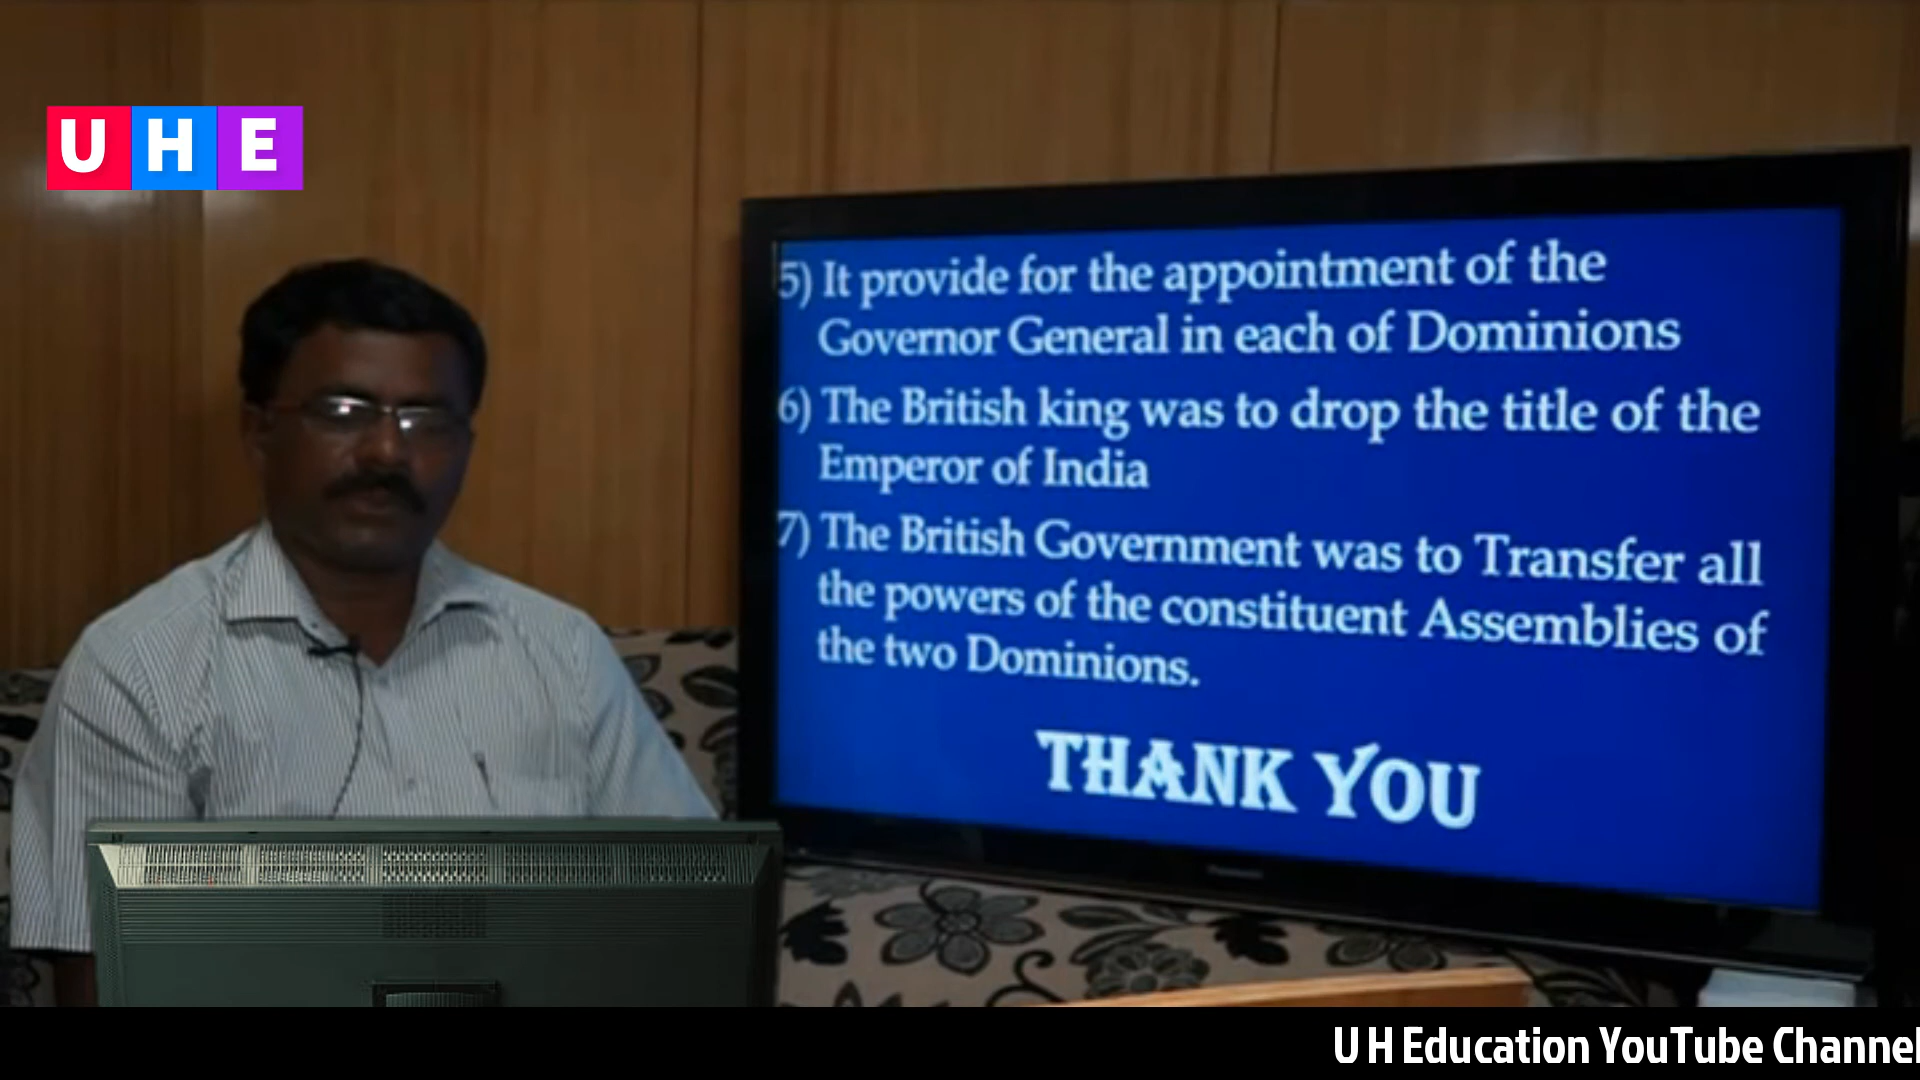 UHE
5) It provide for the appointment of the
Governor General in each of Dominions
6) The British king was to drop the title of the
Emperor of India
7) The British Government was to Transfer all
the powers of the constituent Assemblies of
the two Dominions.
THANK YOU
Panasonic
U H Education YouTube Channel